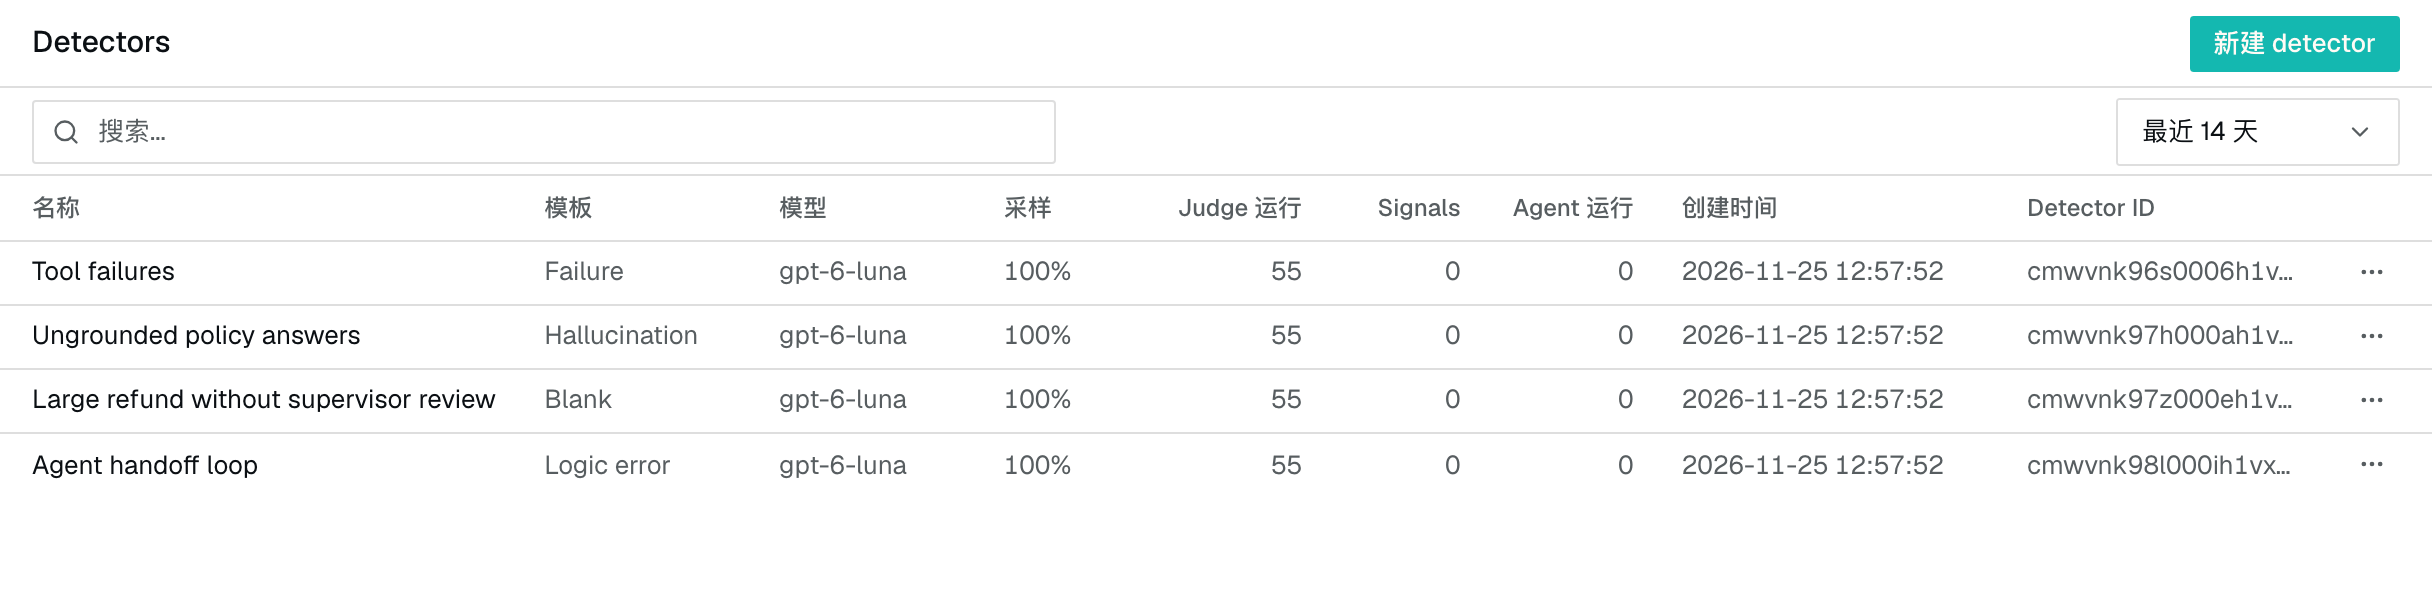 Detectors
新建 detector
搜索...
最近 14 天
名称 模板 模型 采样 Judge 运行 Signals Agent 运行 创建时间 Detector ID
Tool failures Failure gpt-6-luna 100% 55 0 0 2026-11-25 12:57:52 cmwvnk96s0006h1v...
Ungrounded policy answers Hallucination gpt-6-luna 100% 55 0 0 2026-11-25 12:57:52 cmwvnk97h000ah1v...
Large refund without supervisor review Blank gpt-6-luna 100% 55 0 0 2026-11-25 12:57:52 cmwvnk97z000eh1v...
Agent handoff loop Logic error gpt-6-luna 100% 55 0 0 2026-11-25 12:57:52 cmwvnk98l000ih1vx...